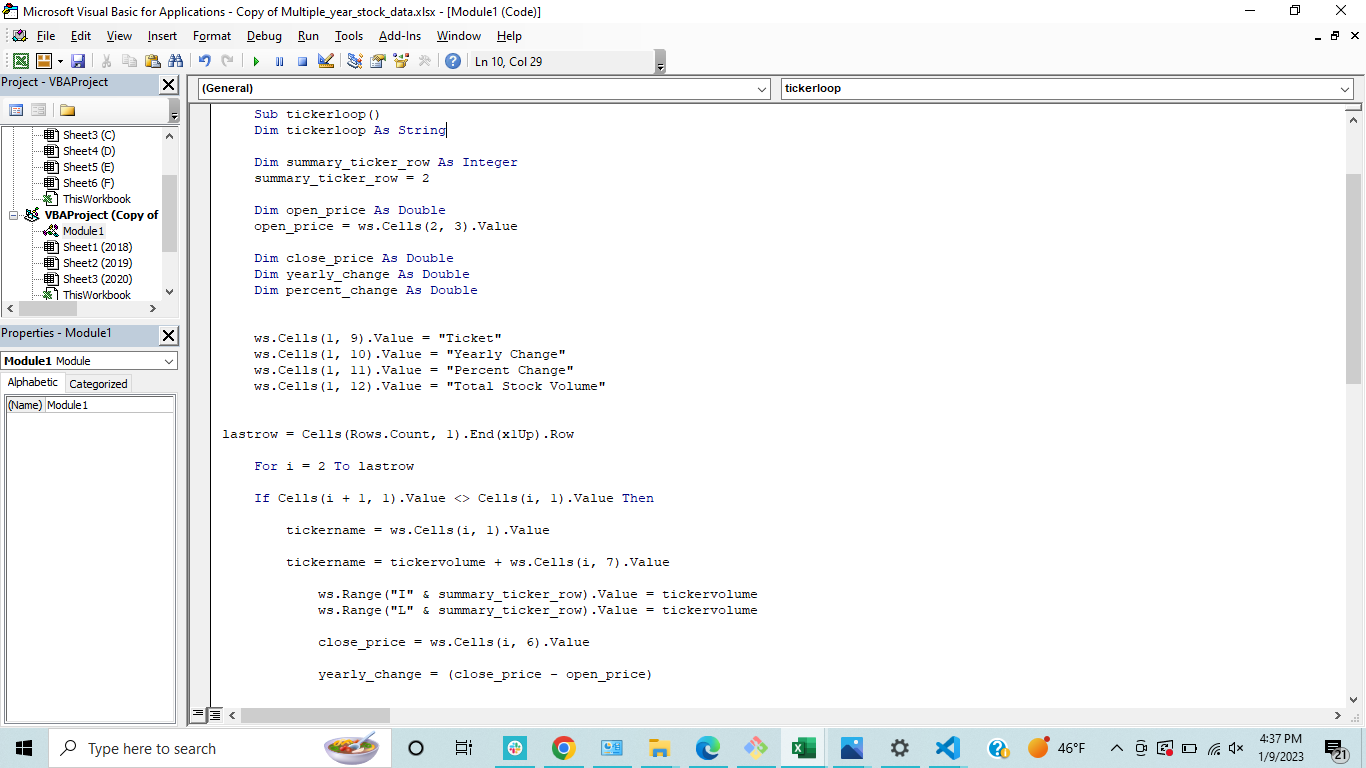 Microsoft Visual Basic for Applications - Copy of Multiple_year_stock_data.xlsx - [Module1 (Code)]
File Edit View Insert Format Debug Run Tools Add-Ins Window Help
Ln 10, Col 29
Project - VBAProject
Sheet3 (C)
Sheet4 (D)
Sheet5 (E)
Sheet6 (F)
ThisWorkbook
VBAProject (Copy of
Module1
Sheet1 (2018)
Sheet2 (2019)
Sheet3 (2020)
ThisWorkbook
Properties - Module1
Module1 Module
Alphabetic Categorized
(Name) Module1
(General) tickerloop
Sub tickerloop()
Dim tickerloop As String
Dim summary_ticker_row As Integer
summary_ticker_row = 2
Dim open_price As Double
open_price = ws.Cells(2, 3).Value
Dim close_price As Double
Dim yearly_change As Double
Dim percent_change As Double
ws.Cells(1, 9).Value = "Ticket"
ws.Cells(1, 10).Value = "Yearly Change"
ws.Cells(1, 11).Value = "Percent Change"
ws.Cells(1, 12).Value = "Total Stock Volume"
lastrow = Cells(Rows.Count, 1).End(xlUp).Row
For i = 2 To lastrow
If Cells(i + 1, 1).Value <> Cells(i, 1).Value Then
tickername = ws.Cells(i, 1).Value
tickername = tickervolume + ws.Cells(i, 7).Value
ws.Range("I" & summary_ticker_row).Value = tickervolume
ws.Range("L" & summary_ticker_row).Value = tickervolume
close_price = ws.Cells(i, 6).Value
yearly_change = (close_price - open_price)
Type here to search
46°F
4:37 PM
1/9/2023
21